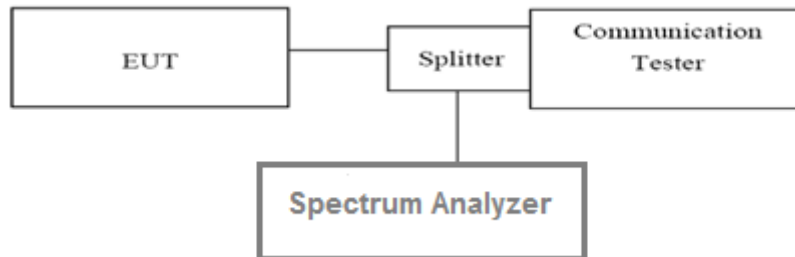 EUT
Splitter
Communication
Tester
Spectrum Analyzer